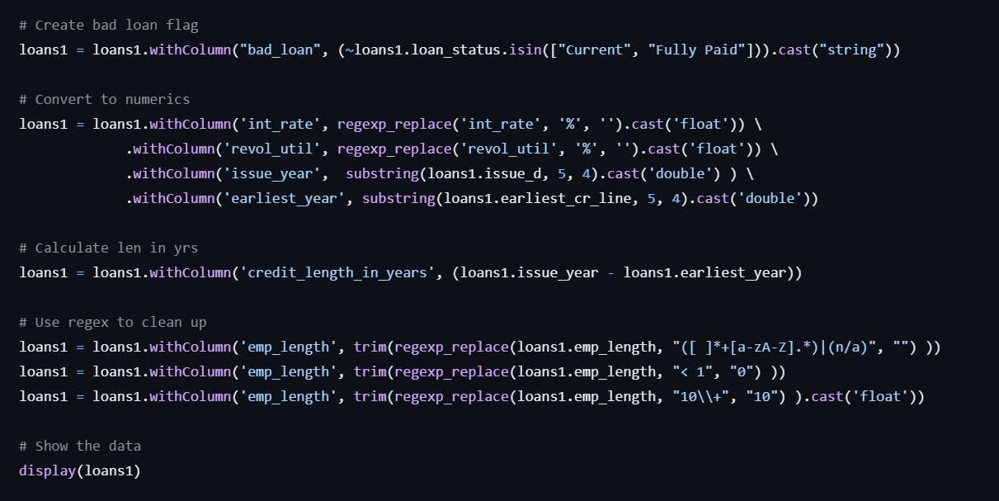 # Create bad loan flag
loans1 = loans1.withColumn("bad_loan", (~loans1.loan_status.isin(["Current", "Fully Paid"])).cast("string"))

# Convert to numerics
loans1 = loans1.withColumn('int_rate', regexp_replace('int_rate', '%', '').cast('float')) \
             .withColumn('revol_util', regexp_replace('revol_util', '%', '').cast('float')) \
             .withColumn('issue_year',  substring(loans1.issue_d, 5, 4).cast('double') ) \
             .withColumn('earliest_year', substring(loans1.earliest_cr_line, 5, 4).cast('double'))

# Calculate len in yrs
loans1 = loans1.withColumn('credit_length_in_years', (loans1.issue_year - loans1.earliest_year))

# Use regex to clean up
loans1 = loans1.withColumn('emp_length', trim(regexp_replace(loans1.emp_length, "([ ]*+[a-zA-Z].*)|(n/a)", "") ))
loans1 = loans1.withColumn('emp_length', trim(regexp_replace(loans1.emp_length, "< 1", "0") ))
loans1 = loans1.withColumn('emp_length', trim(regexp_replace(loans1.emp_length, "10\\+", "10") ).cast('float'))

# Show the data
display(loans1)